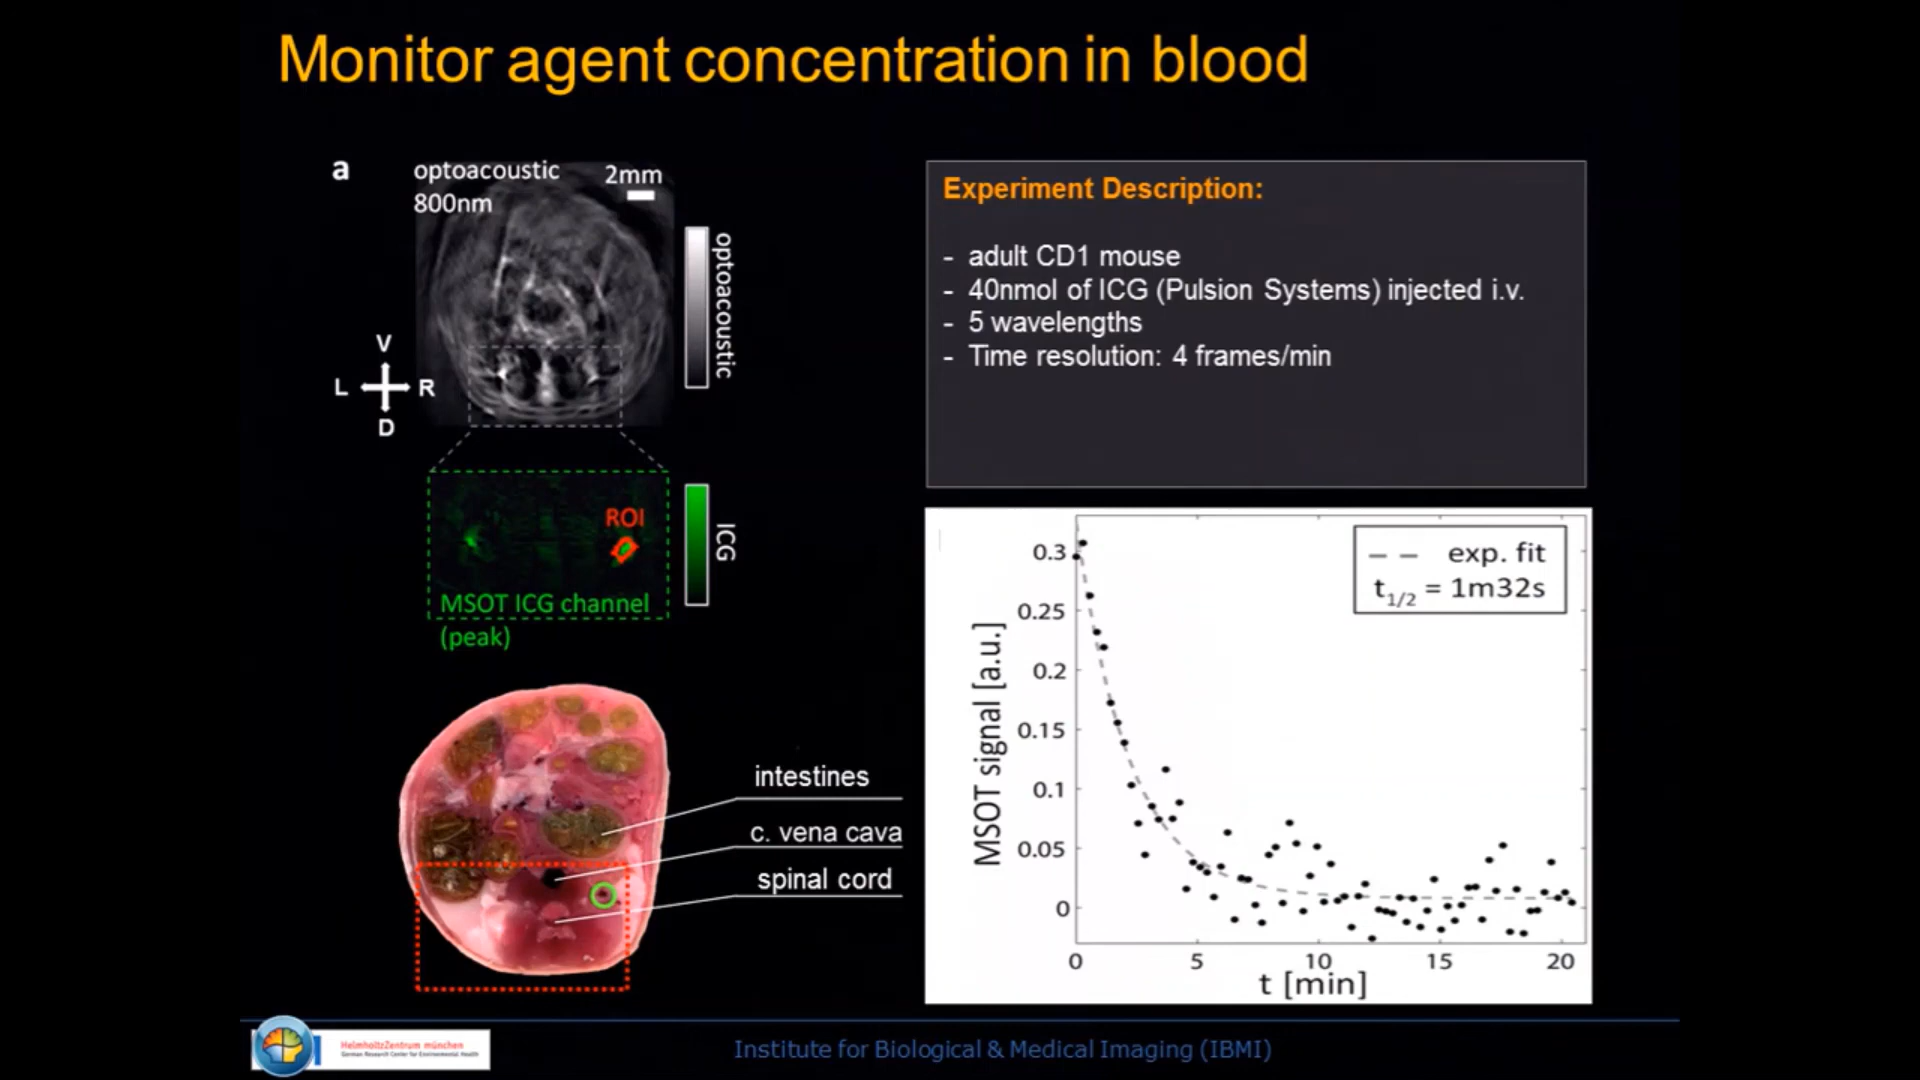 Monitor agent concentration in blood
a
optoacoustic
800nm
2mm
optoacoustic
V
L
R
D
ROI
ICG
MSOT ICG channel
(peak)
intestines
c. vena cava
spinal cord
Experiment Description:
- adult CD1 mouse
- 40nmol of ICG (Pulsion Systems) injected i.v.
- 5 wavelengths
- Time resolution: 4 frames/min
exp. fit
t1/2 = 1m32s
MSOT signal [a.u.]
0.3
0.25
0.2
0.15
0.1
0.05
0
0 5 10 15 20
t [min]
HelmholtzZentrum münchen
German Research Center for Environmental Health
Institute for Biological & Medical Imaging (IBMI)